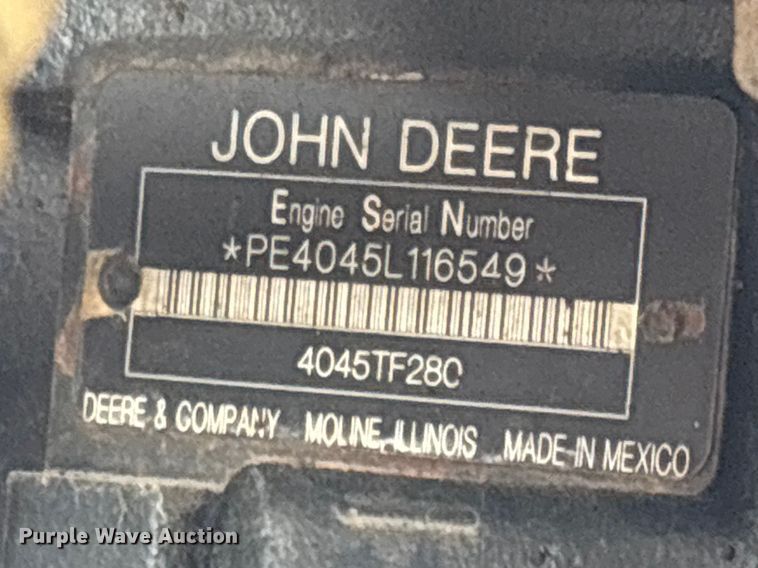 JOHN DEERE
Engine Serial Number
*PE4045L116549*
4045TF280
DEERE & COMPANY MOLINE, ILLINOIS MADE IN MEXICO
Purple Wave Auction